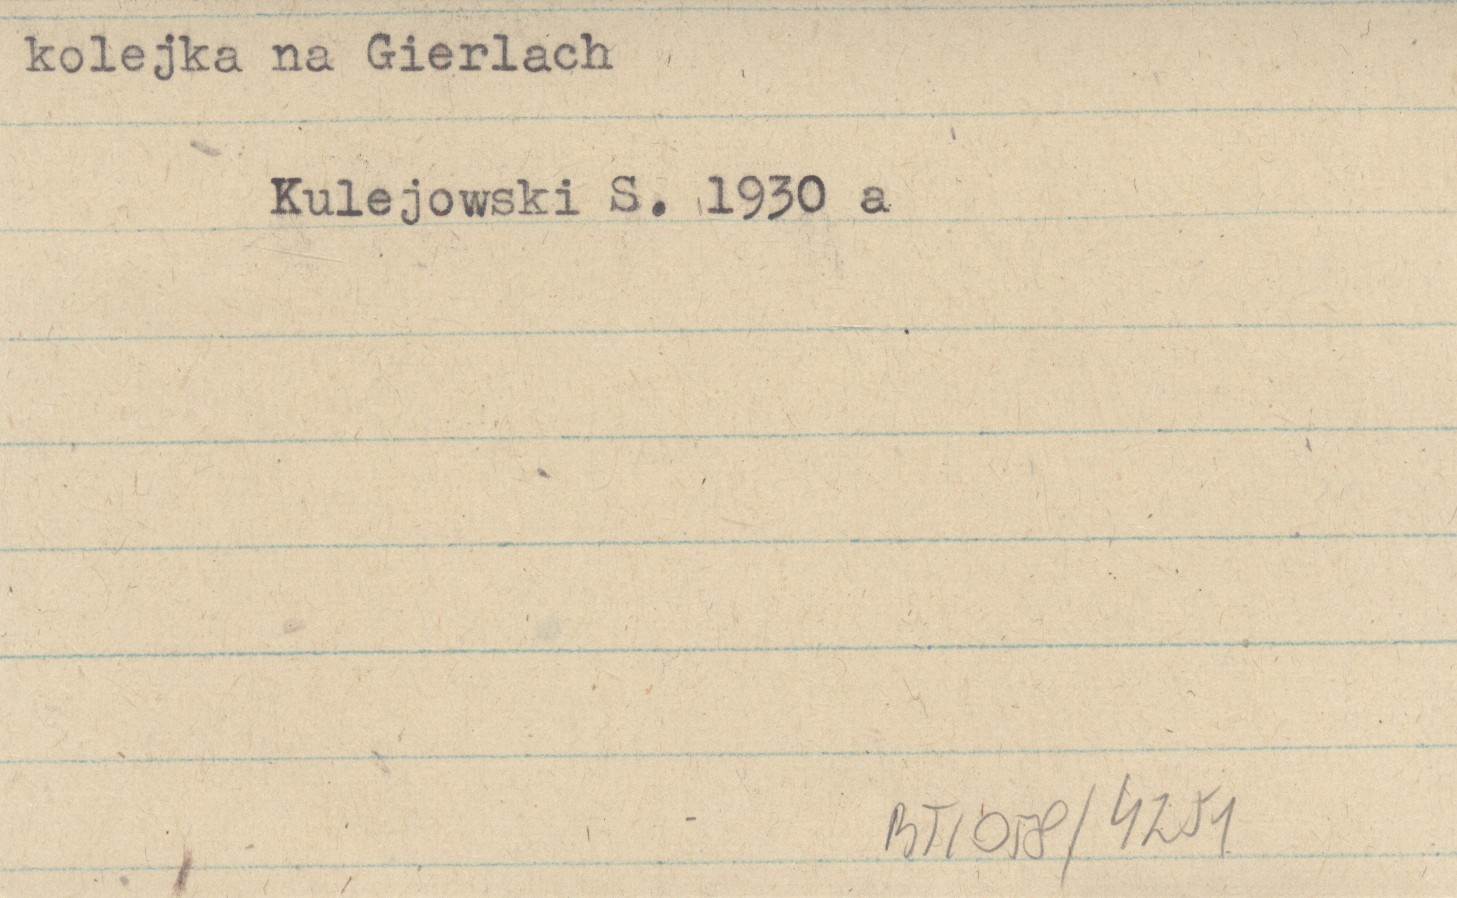 kolejka na Gierlach
Kulejowski S. 1930 a
BT/058/4251